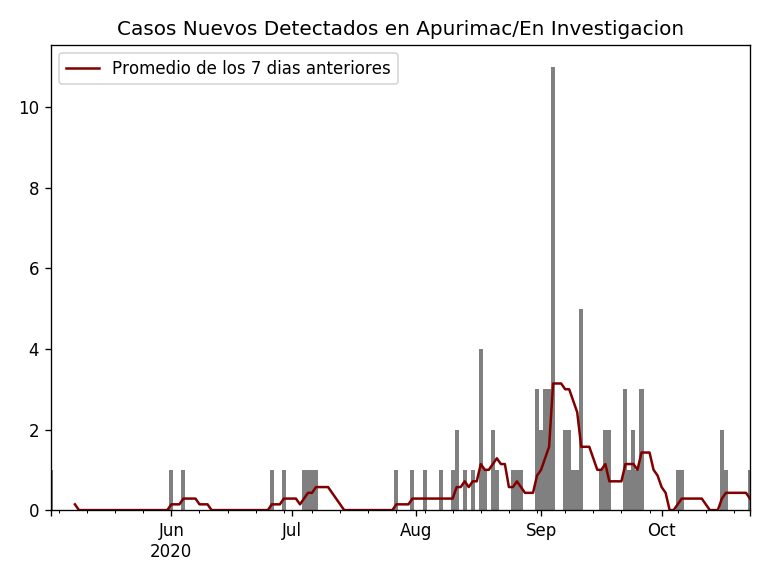 Casos Nuevos Detectados en Apurimac/En Investigacion
Promedio de los 7 dias anteriores
10
8
6
4
2
0
Jun Jul Aug Sep Oct
2020